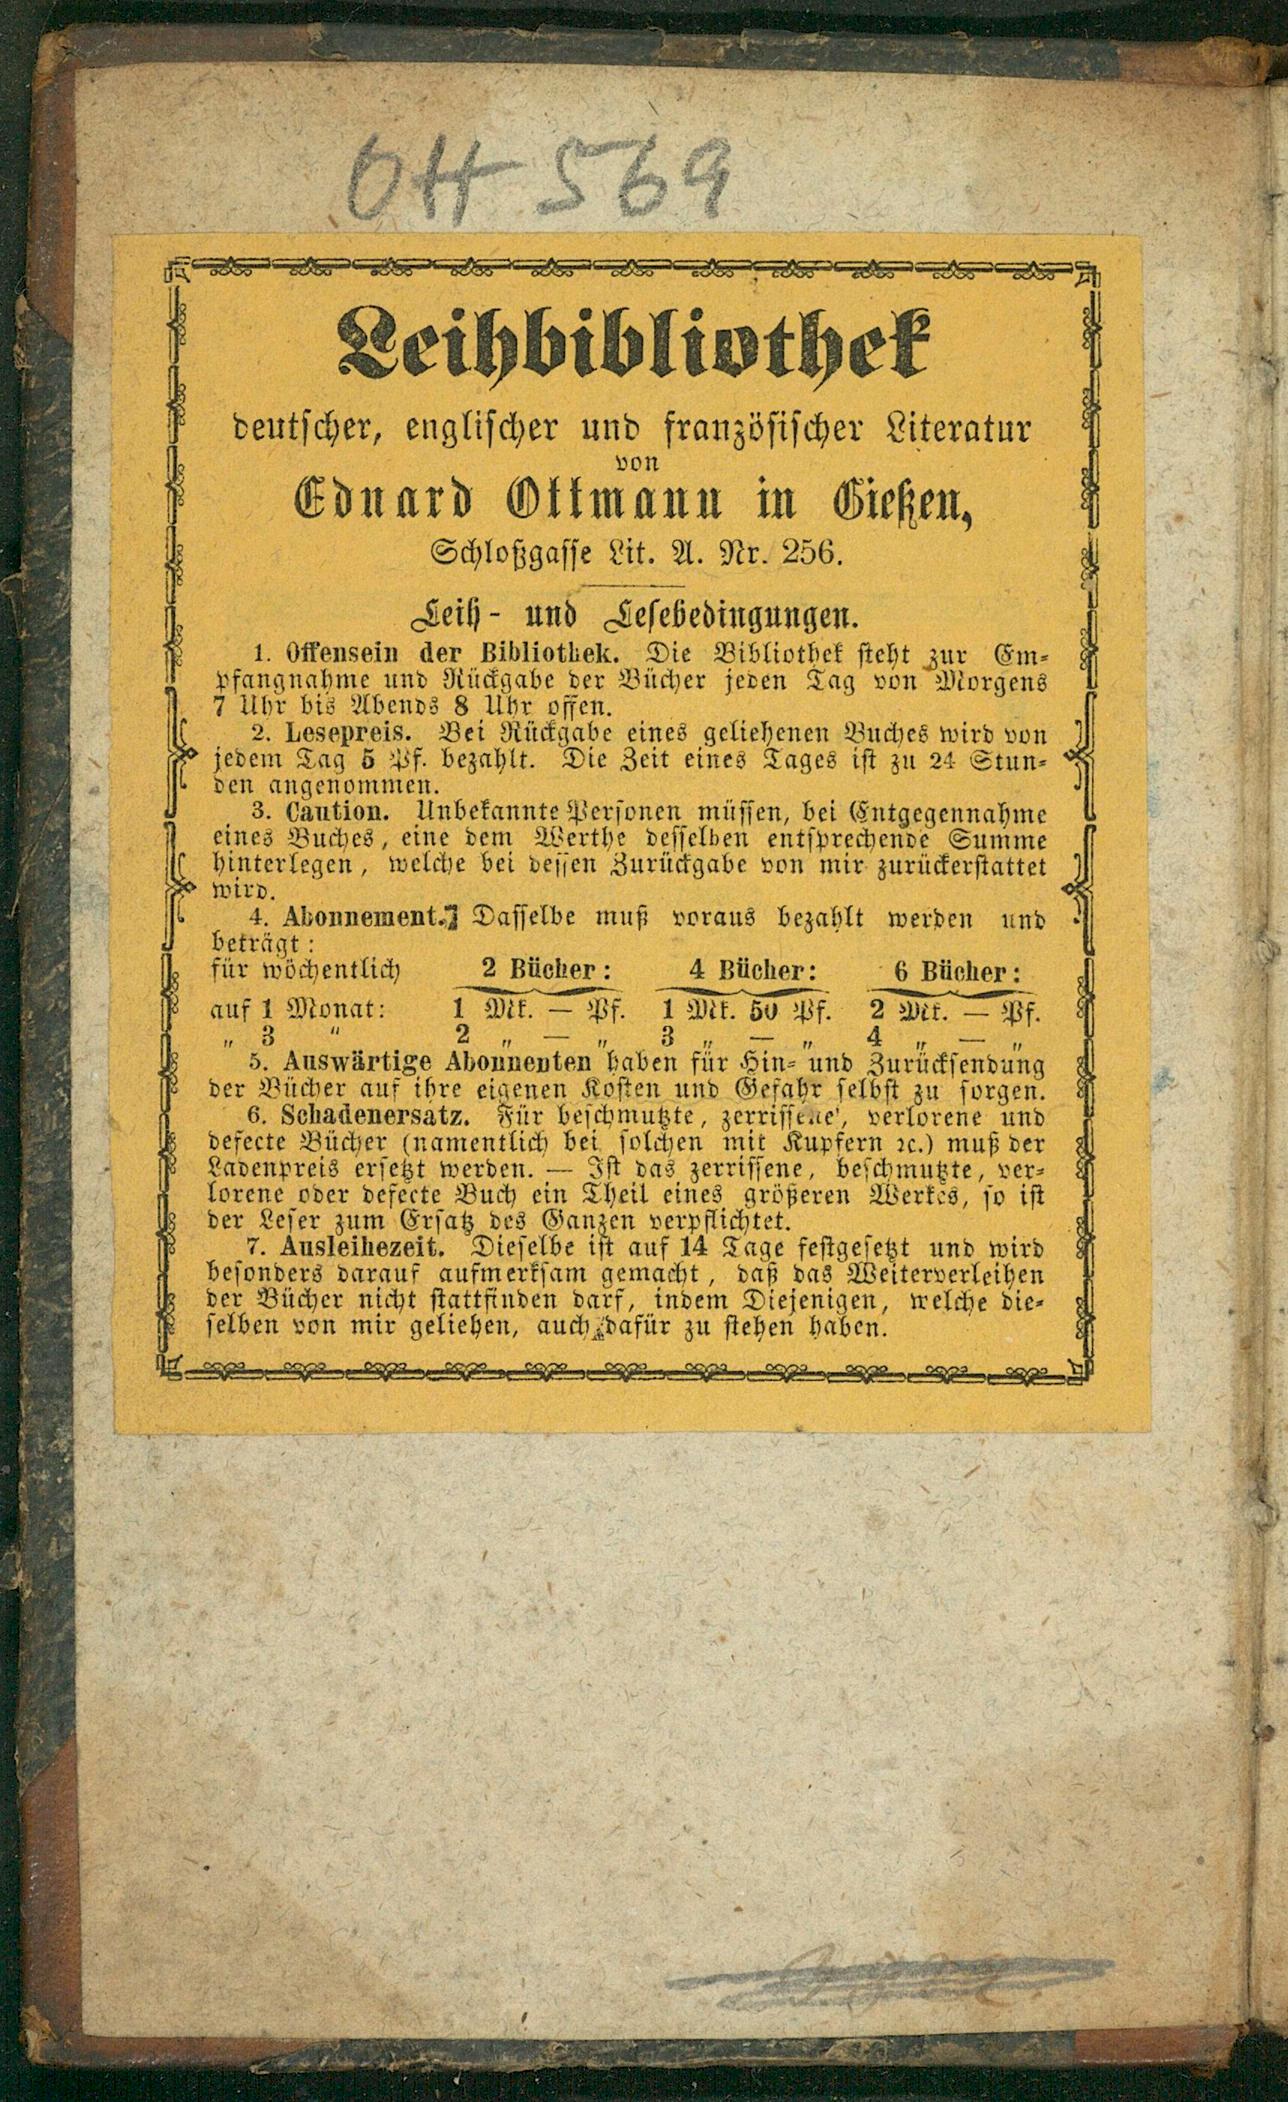 Ott 569
Leihbibliothek
deutscher, englischer und französischer Literatur
von
Eduard Ottmann in Gießen,
Schloßgasse Lit. A. Nr. 256.
Leih- und Lesebedingungen.
1. Offensein der Bibliothek. Die Bibliothek steht zur Em-
pfangnahme und Rückgabe der Bücher jeden Tag von Morgens
7 Uhr bis Abends 8 Uhr offen.
2. Lesepreis. Bei Rückgabe eines geliehenen Buches wird von
jedem Tag 5 Pf. bezahlt. Die Zeit eines Tages ist zu 24 Stun-
den angenommen.
3. Caution. Unbekannte Personen müssen, bei Entgegennahme
eines Buches, eine dem Werthe desselben entsprechende Summe
hinterlegen, welche bei dessen Zurückgabe von mir zurückerstattet
wird.
4. Abonnement. Dasselbe muß voraus bezahlt werden und
beträgt:
für wöchentlich 2 Bücher: 4 Bücher: 6 Bücher:
auf 1 Monat: 1 Mk. — Pf. 1 Mk. 50 Pf. 2 Mk. — Pf.
„ 3 " 2 „ — „ 3 „ — „ 4 „ — „
5. Auswärtige Abonnenten haben für Hin- und Zurücksendung
der Bücher auf ihre eigenen Kosten und Gefahr selbst zu sorgen.
6. Schadenersatz. Für beschmutzte, zerrissene, verlorene und
defecte Bücher (namentlich bei solchen mit Kupfern ꝛc.) muß der
Ladenpreis ersetzt werden. — Ist das zerrissene, beschmutzte, ver-
lorene oder defecte Buch ein Theil eines größeren Werkes, so ist
der Leser zum Ersatz des Ganzen verpflichtet.
7. Ausleihezeit. Dieselbe ist auf 14 Tage festgesetzt und wird
besonders darauf aufmerksam gemacht, daß das Weiterverleihen
der Bücher nicht stattfinden darf, indem Diejenigen, welche die-
selben von mir geliehen, auch dafür zu stehen haben.